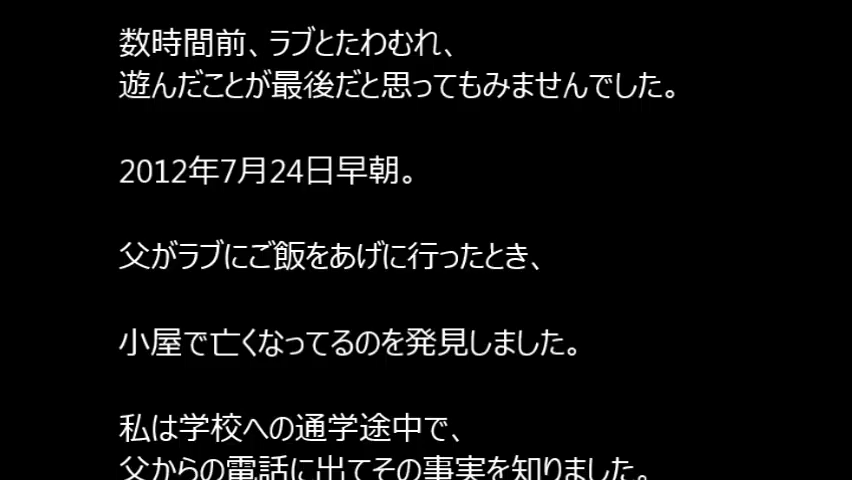 数時間前、ラブとたわむれ、
遊んだことが最後だと思ってもみませんでした。
2012年7月24日早朝。
父がラブにご飯をあげに行ったとき、
小屋で亡くなってるのを発見しました。
私は学校への通学途中で、
父からの電話に出てその事実を知りました。